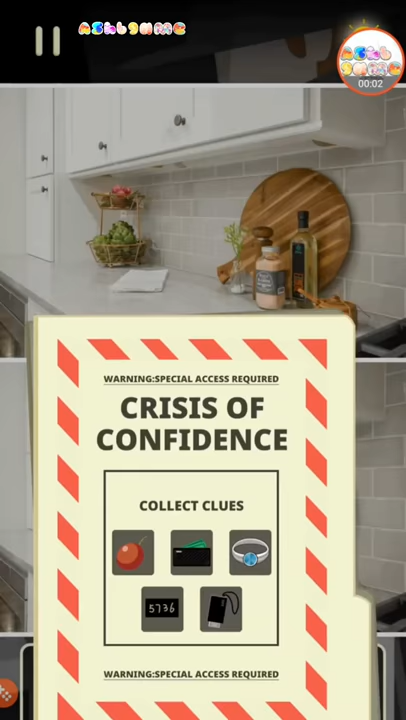 00:02
WARNING:SPECIAL ACCESS REQUIRED
CRISIS OF
CONFIDENCE
COLLECT CLUES
5736
WARNING:SPECIAL ACCESS REQUIRED